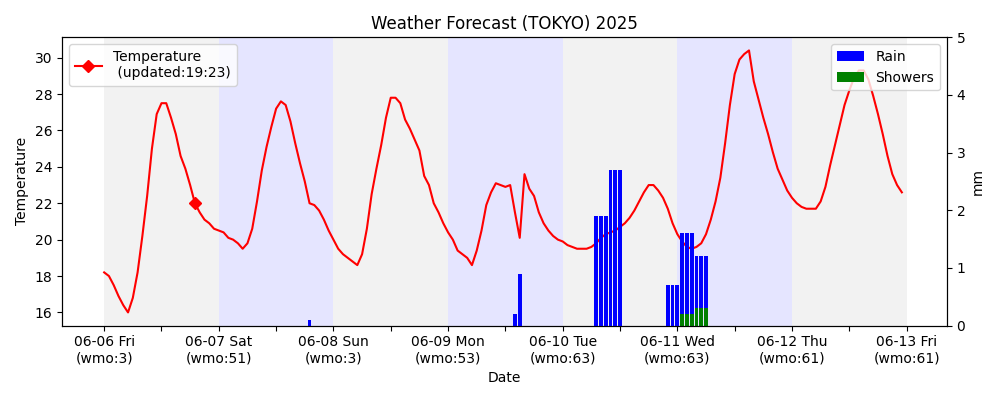 Weather Forecast (TOKYO) 2025
Temperature
(updated:19:23)
Rain
Showers
30
28
26
24
22
20
18
16
Temperature
5
4
3
2
1
0
mm
06-06 Fri
(wmo:3)
06-07 Sat
(wmo:51)
06-08 Sun
(wmo:3)
06-09 Mon
(wmo:53)
06-10 Tue
(wmo:63)
06-11 Wed
(wmo:63)
06-12 Thu
(wmo:61)
06-13 Fri
(wmo:61)
Date